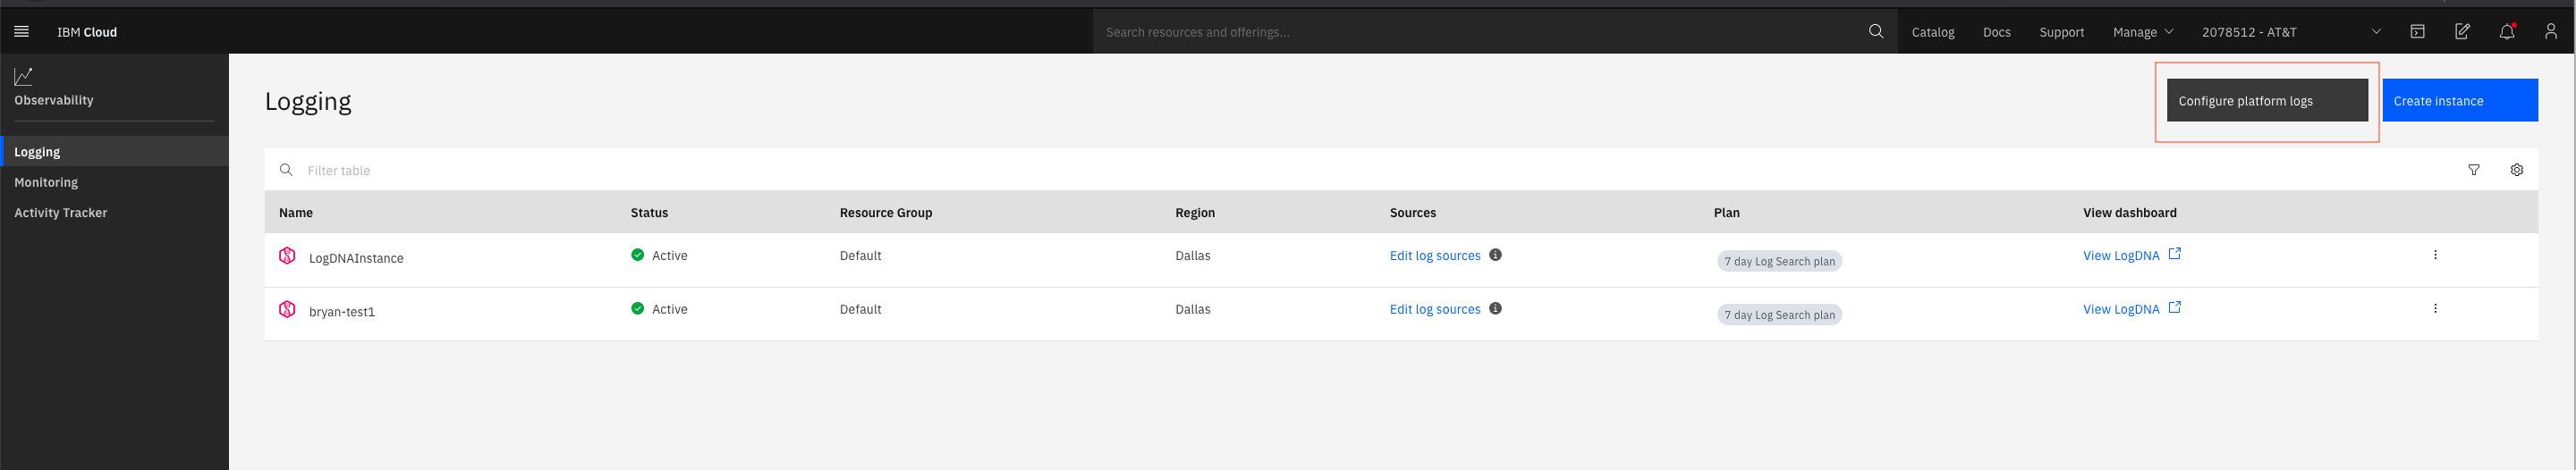 IBM Cloud
Search resources and offerings...
Catalog
Docs
Support
Manage
2078512 - AT&T
Observability
Logging
Monitoring
Activity Tracker
Logging
Configure platform logs
Create instance
Filter table
Name Status Resource Group Region Sources Plan View dashboard
LogDNAInstance Active Default Dallas Edit log sources 7 day Log Search plan View LogDNA
bryan-test1 Active Default Dallas Edit log sources 7 day Log Search plan View LogDNA